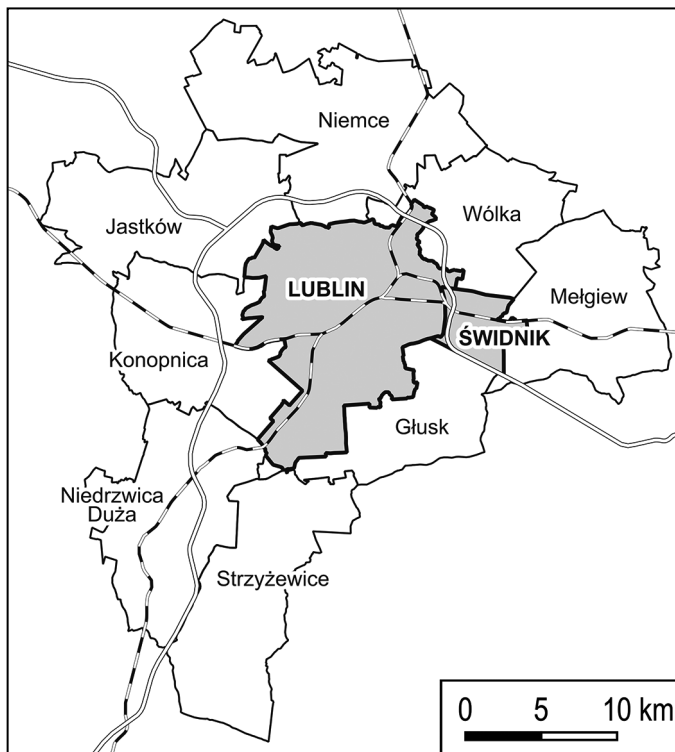 Niemce
Wólka
Jastków
LUBLIN
Mełgiew
ŚWIDNIK
Konopnica
Głusk
Niedrzwica
Duża
Strzyżewice
0 5 10 km